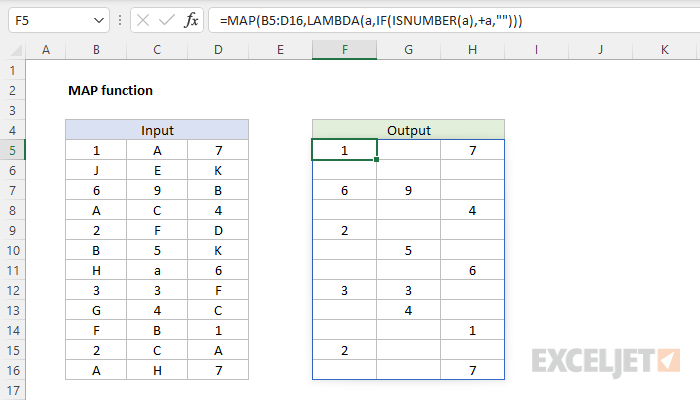 F5 fx =MAP(B5:D16,LAMBDA(a,IF(ISNUMBER(a),+a,"")))
A B C D E F G H I J K
1
2 MAP function
3
4 Input Output
5 1 A 7 1 7
6 J E K
7 6 9 B 6 9
8 A C 4 4
9 2 F D 2
10 B 5 K 5
11 H a 6 6
12 3 3 F 3 3
13 G 4 C 4
14 F B 1 1
15 2 C A 2
16 A H 7 7
17
EXCELJET